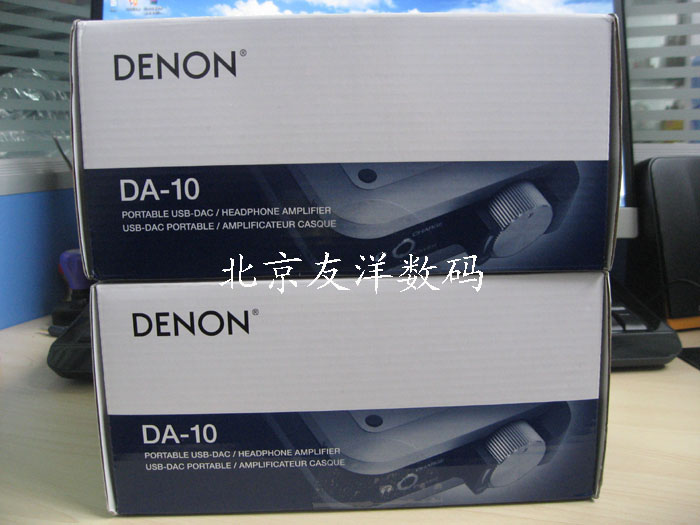 DENON®
DA-10
PORTABLE USB-DAC / HEADPHONE AMPLIFIER
USB-DAC PORTABLE / AMPLIFICATEUR CASQUE
北京友洋数码
DENON®
DA-10
PORTABLE USB-DAC / HEADPHONE AMPLIFIER
USB-DAC PORTABLE / AMPLIFICATEUR CASQUE